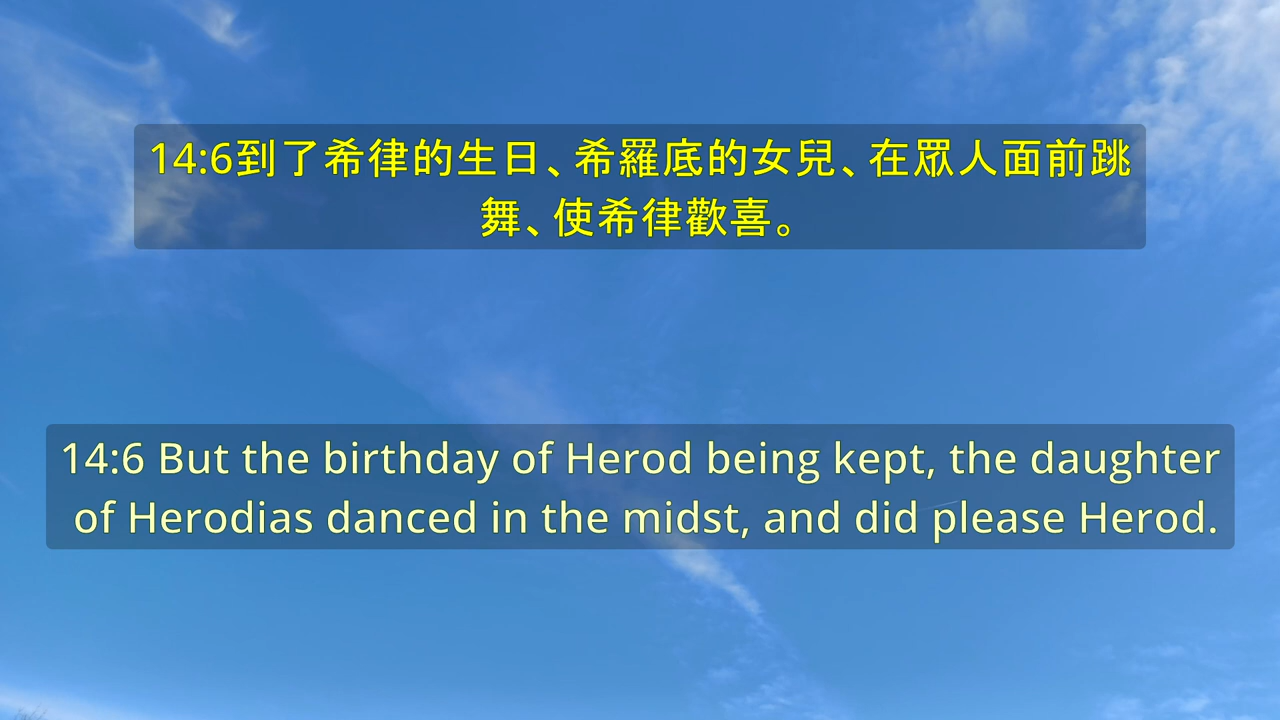 14:6到了希律的生日、希羅底的女兒、在眾人面前跳
舞、使希律歡喜。
14:6 But the birthday of Herod being kept, the daughter
of Herodias danced in the midst, and did please Herod.